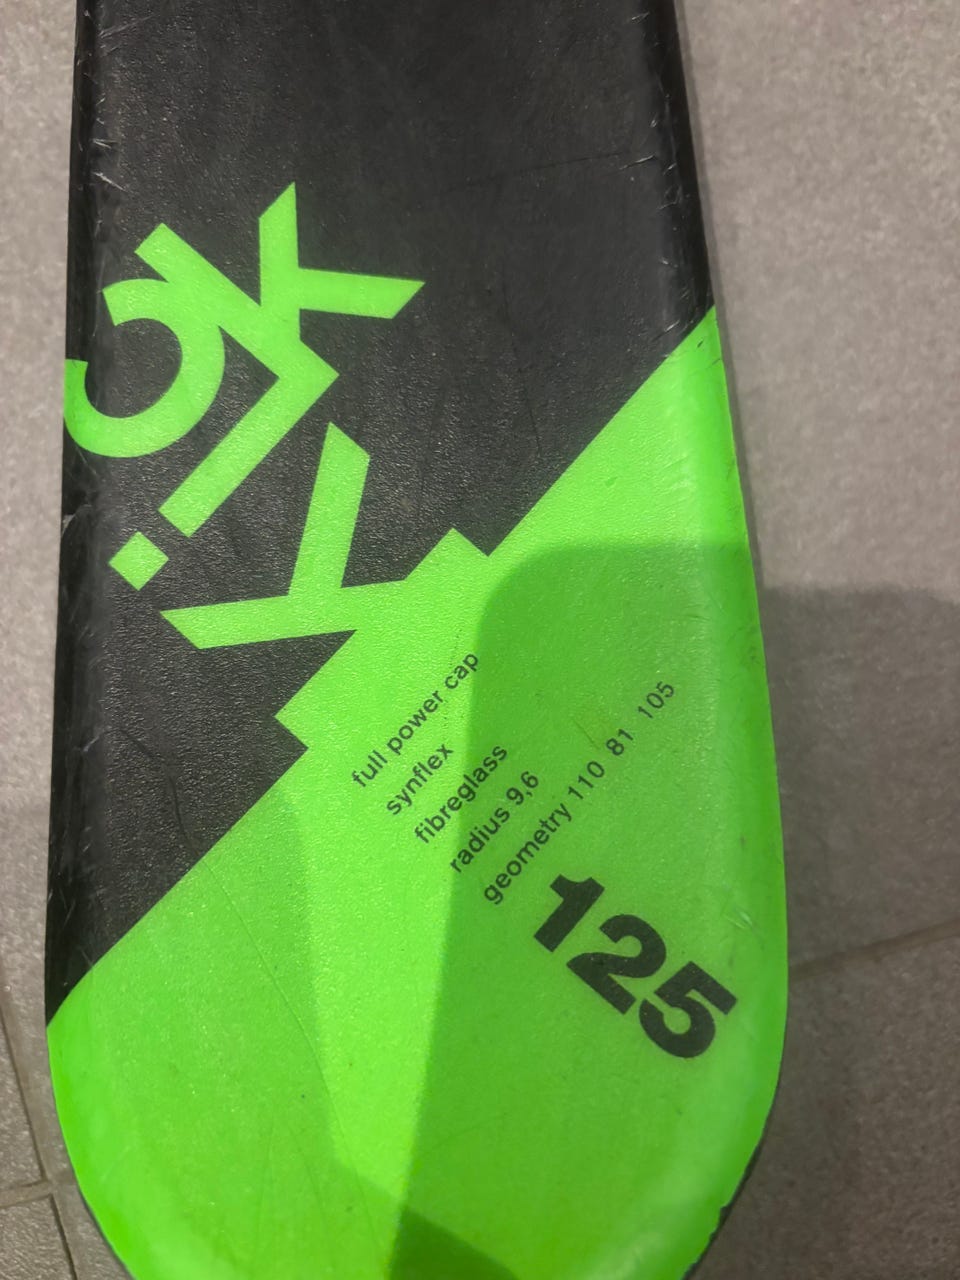 full power cap
synflex
fibreglass
radius 9,6
geometry 110 81 105
125